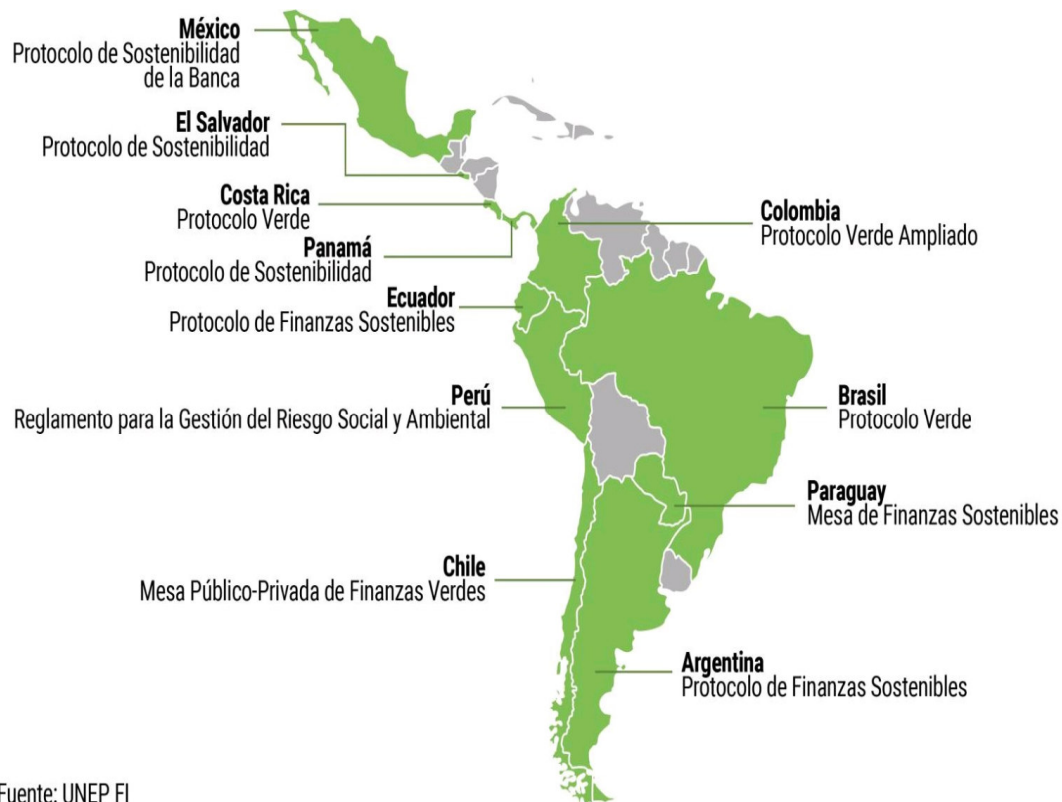 México
Protocolo de Sostenibilidad
de la Banca
El Salvador
Protocolo de Sostenibilidad
Costa Rica
Protocolo Verde
Panamá
Protocolo de Sostenibilidad
Colombia
Protocolo Verde Ampliado
Ecuador
Protocolo de Finanzas Sostenibles
Perú
Reglamento para la Gestión del Riesgo Social y Ambiental
Brasil
Protocolo Verde
Paraguay
Mesa de Finanzas Sostenibles
Chile
Mesa Público-Privada de Finanzas Verdes
Argentina
Protocolo de Finanzas Sostenibles
Fuente: UNEP FI